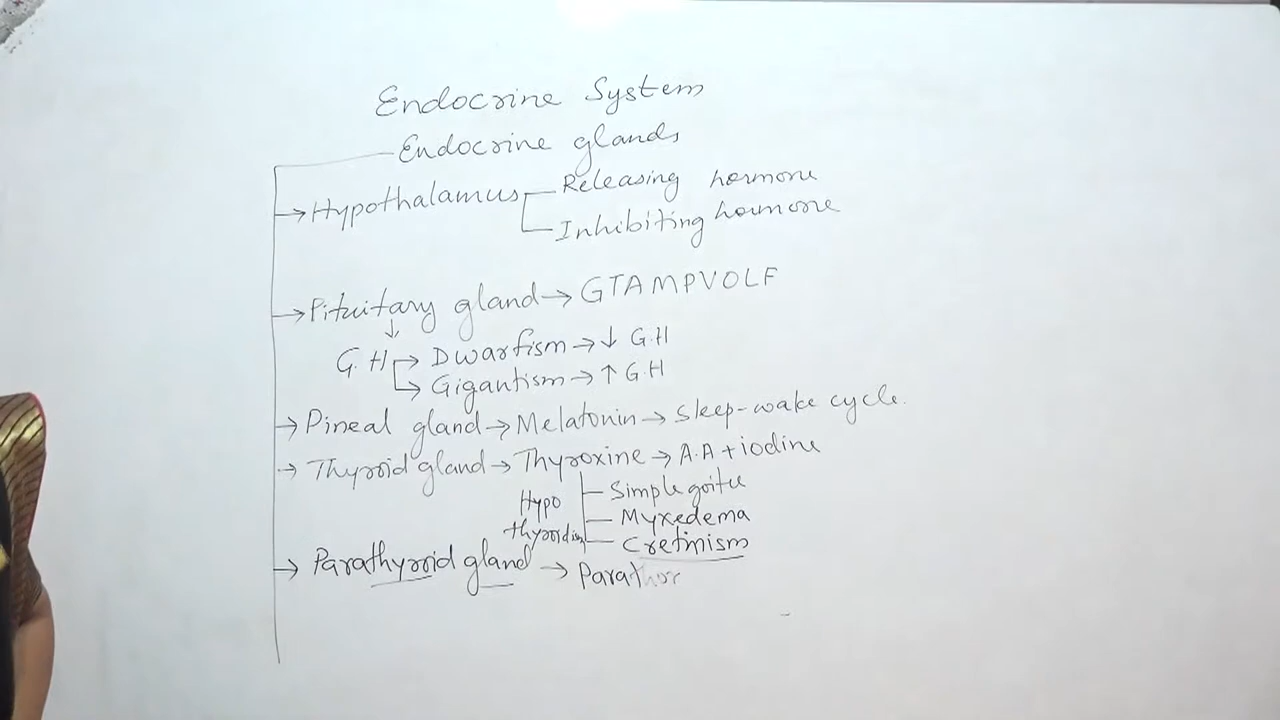 Endocrine System
Endocrine glands
→ Hypothalamus Releasing hormone
Inhibiting hormone
→ Pituitary gland → GTAMPVOLF
↓
G.H → Dwarfism → ↓ G.H
→ Gigantism → ↑ G.H
→ Pineal gland → Melatonin → Sleep-wake cycle.
→ Thyroid gland → Thyroxine → A.A + iodine
Hypo Simple goitre
thyroidism Myxedema
Cretinism
→ Parathyroid gland → Parathor